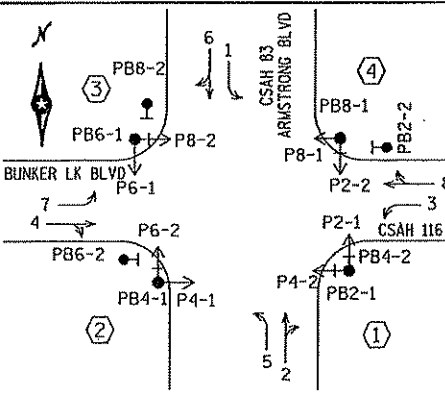 N
6
1
CSAH 83
ARMSTRONG BLVD
3
4
PB8-2
PB8-1
PB2-2
PB6-1
P8-2
P8-1
BUNKER LK BLVD
P6-1
P2-2
8
7
3
4
P6-2
P2-1
CSAH 116
PB6-2
P4-2
PB4-2
PB4-1
P4-1
PB2-1
2
5
2
1